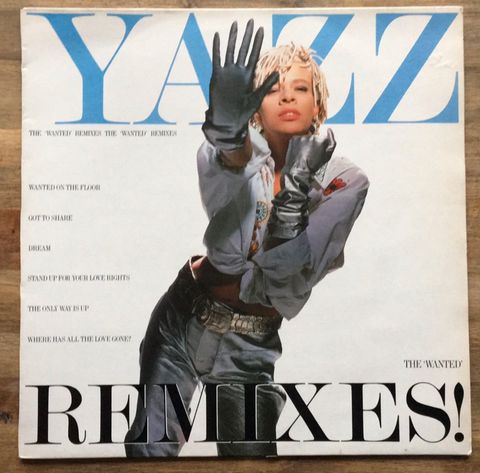 YAZZ
THE 'WANTED' REMIXES THE 'WANTED' REMIXES
WANTED ON THE FLOOR
GOT TO SHARE
DREAM
STAND UP FOR YOUR LOVE RIGHTS
THE ONLY WAY IS UP
WHERE HAS ALL THE LOVE GONE?
THE 'WANTED'
REMIXES!